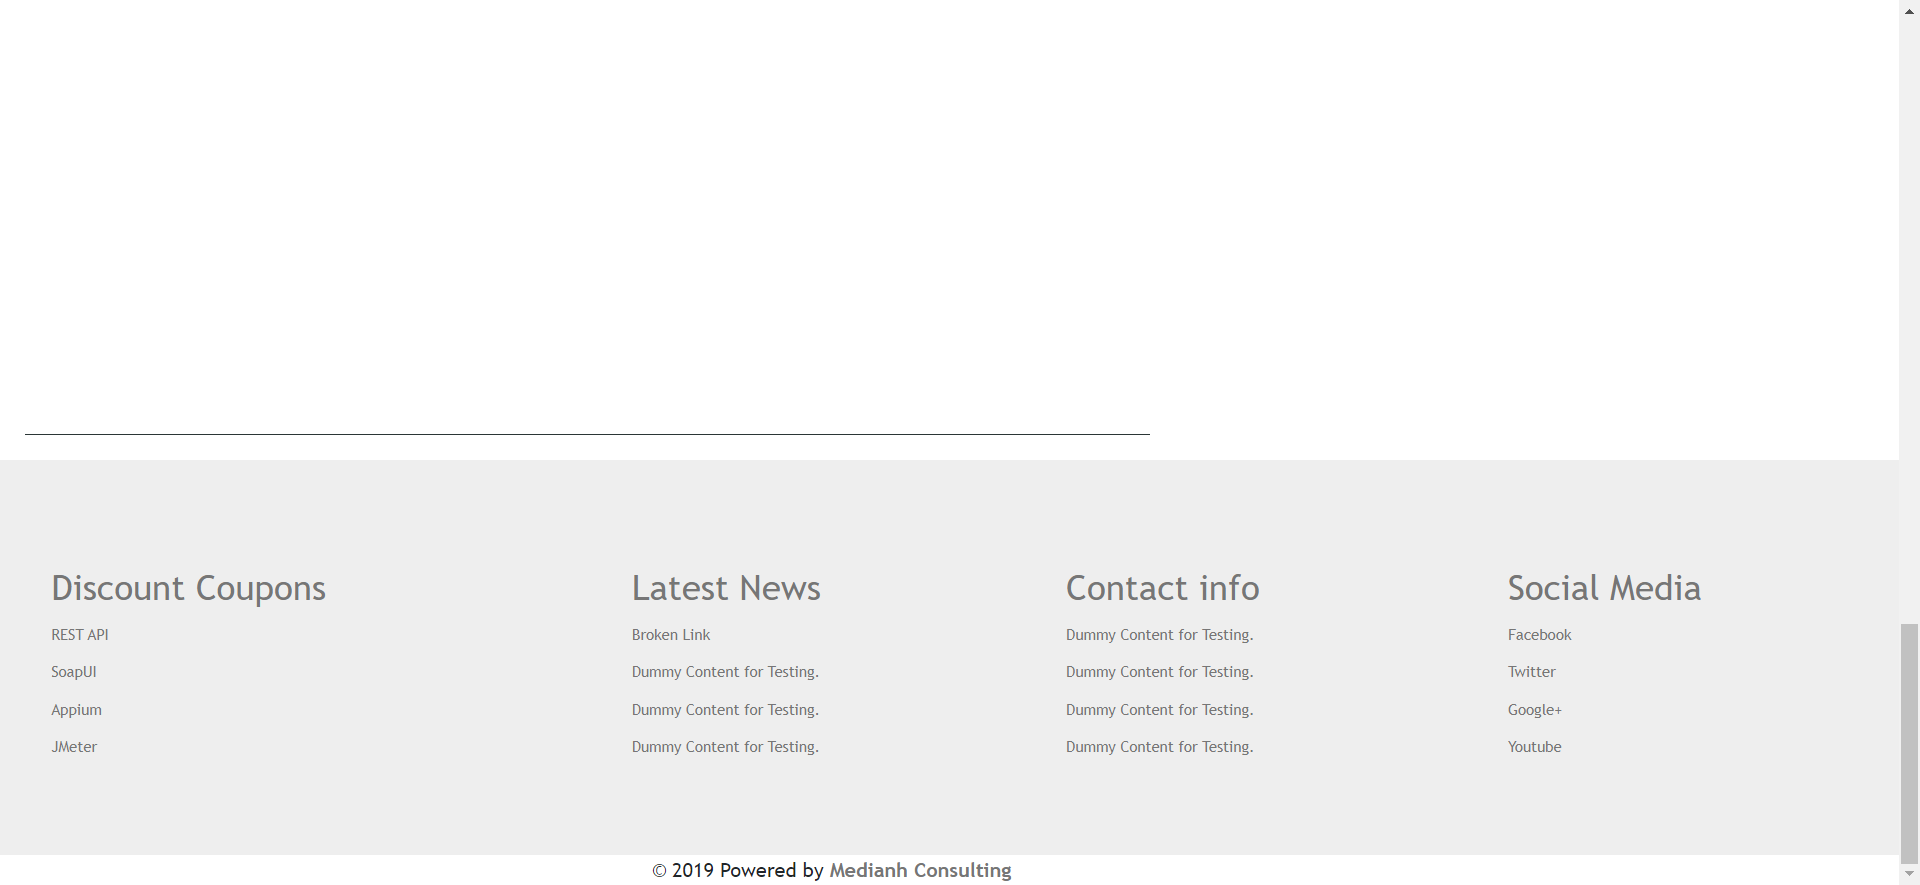 Discount Coupons
REST API
SoapUI
Appium
JMeter
Latest News
Broken Link
Dummy Content for Testing.
Dummy Content for Testing.
Dummy Content for Testing.
Contact info
Dummy Content for Testing.
Dummy Content for Testing.
Dummy Content for Testing.
Dummy Content for Testing.
Social Media
Facebook
Twitter
Google+
Youtube
© 2019 Powered by Medianh Consulting